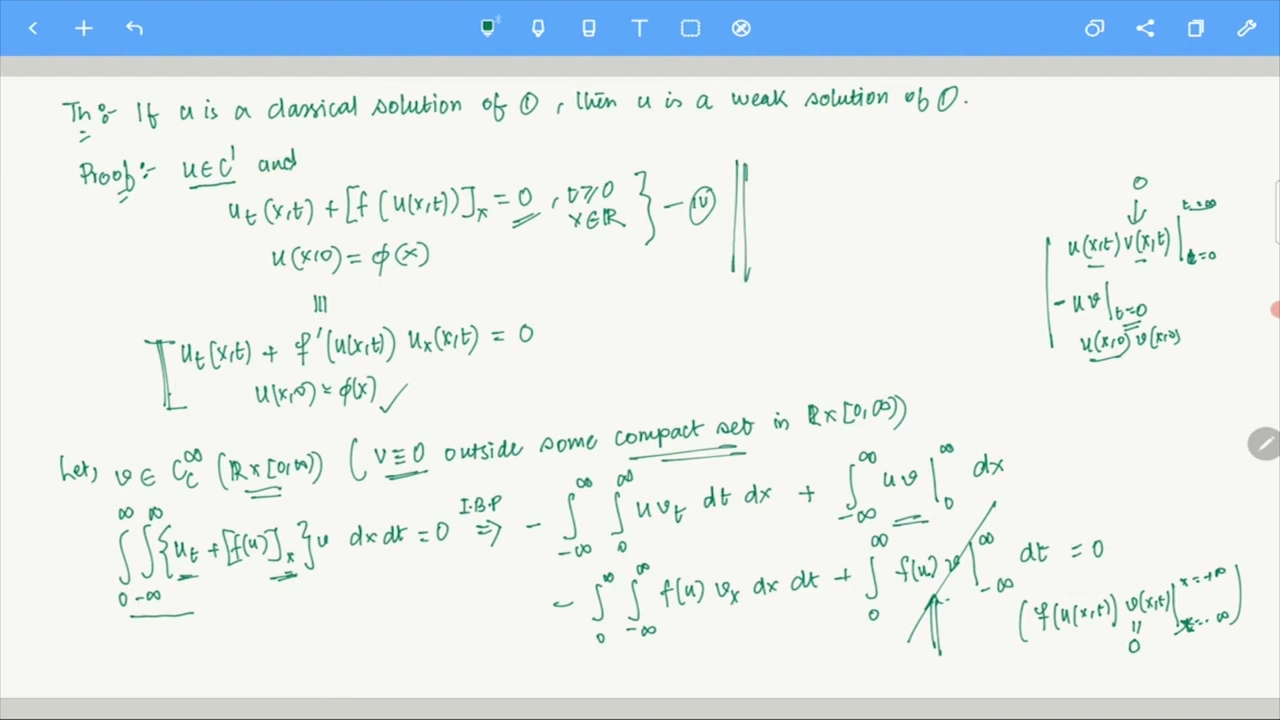 Th:- If u is a classical solution of ①, then u is a weak solution of ①.
Proof:- u ∈ C¹ and
u_t(x,t) + [f(u(x,t))]_x = 0, t ≥ 0, x ∈ ℝ } — (IV)
u(x,0) = φ(x)
|||
u_t(x,t) + f'(u(x,t)) u_x(x,t) = 0
u(x,0) = φ(x) ✓
0
↓
u(x,t) v(x,t) |_{t=0}^{t=∞}
- uv |_{t=0}
u(x,0) v(x,0)
Let, v ∈ C_c^∞ (ℝ×[0,∞)) (v ≡ 0 outside some compact set in ℝ×[0,∞))
∫_0^∞ ∫_{-∞}^∞ {u_t + [f(u)]_x} v dx dt = 0 ⇒ I.B.P - ∫_{-∞}^∞ ∫_0^∞ u v_t dt dx + ∫_{-∞}^∞ uv |_0^∞ dx
- ∫_0^∞ ∫_{-∞}^∞ f(u) v_x dx dt + ∫_0^∞ f(u) v |_{-∞}^∞ dt = 0
(f(u(x,t)) v(x,t) |_{x=-∞}^{x=+∞})
||
0